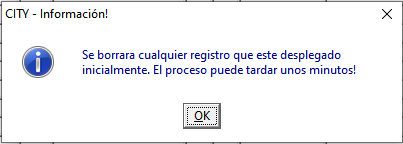 CITY - Información!
Se borrara cualquier registro que este desplegado
inicialmente. El proceso puede tardar unos minutos!
OK